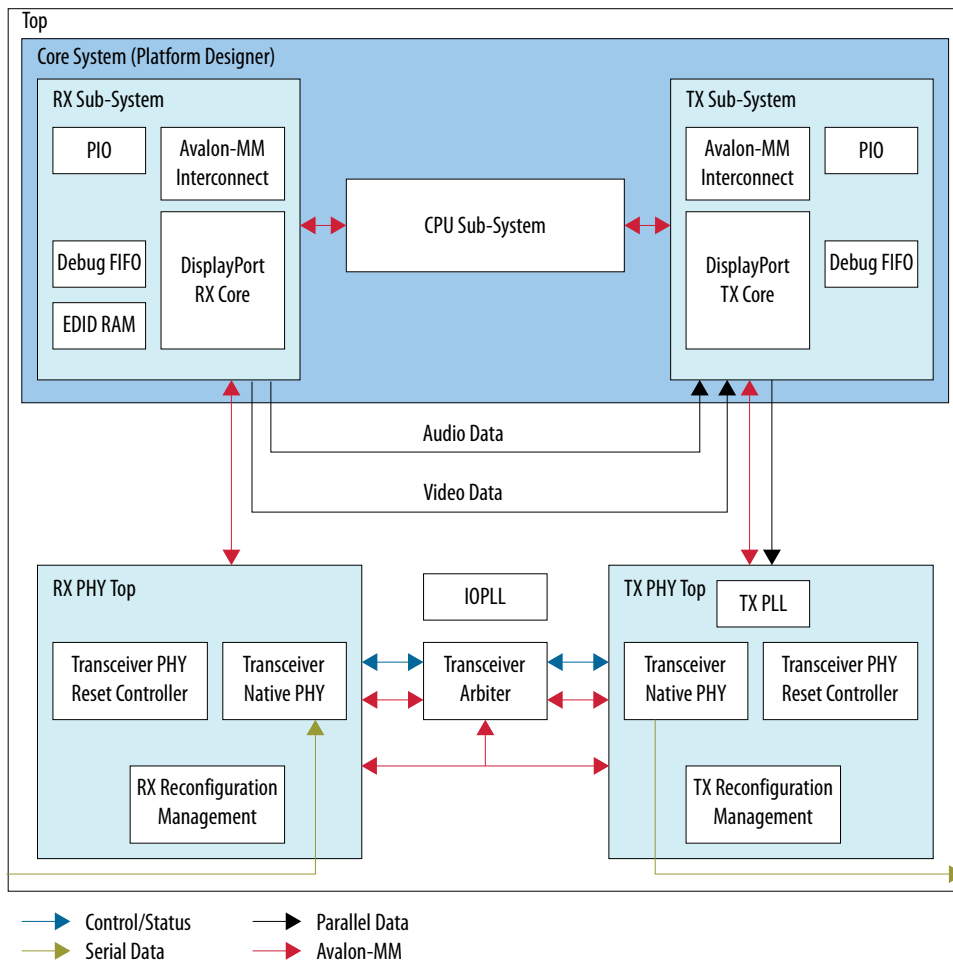 Top
Core System (Platform Designer)
RX Sub-System
PIO
Avalon-MM
Interconnect
Debug FIFO
DisplayPort
RX Core
EDID RAM
CPU Sub-System
TX Sub-System
Avalon-MM
Interconnect
PIO
DisplayPort
TX Core
Debug FIFO
Audio Data
Video Data
RX PHY Top
Transceiver PHY
Reset Controller
Transceiver
Native PHY
RX Reconfiguration
Management
IOPLL
Transceiver
Arbiter
TX PHY Top
TX PLL
Transceiver
Native PHY
Transceiver PHY
Reset Controller
TX Reconfiguration
Management
Control/Status
Parallel Data
Serial Data
Avalon-MM